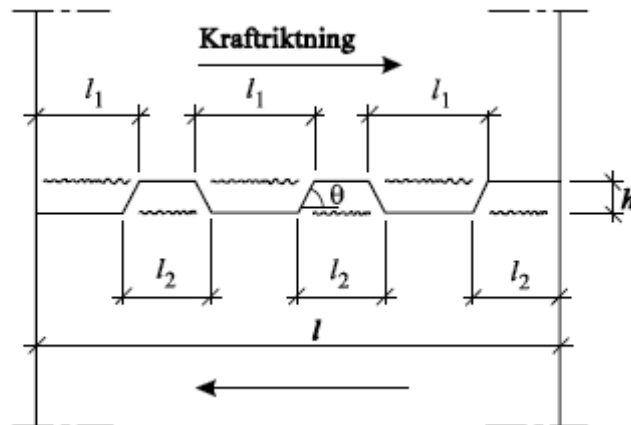 Kraftriktning
l1 l1 l1
θ
h
l2 l2 l2
l